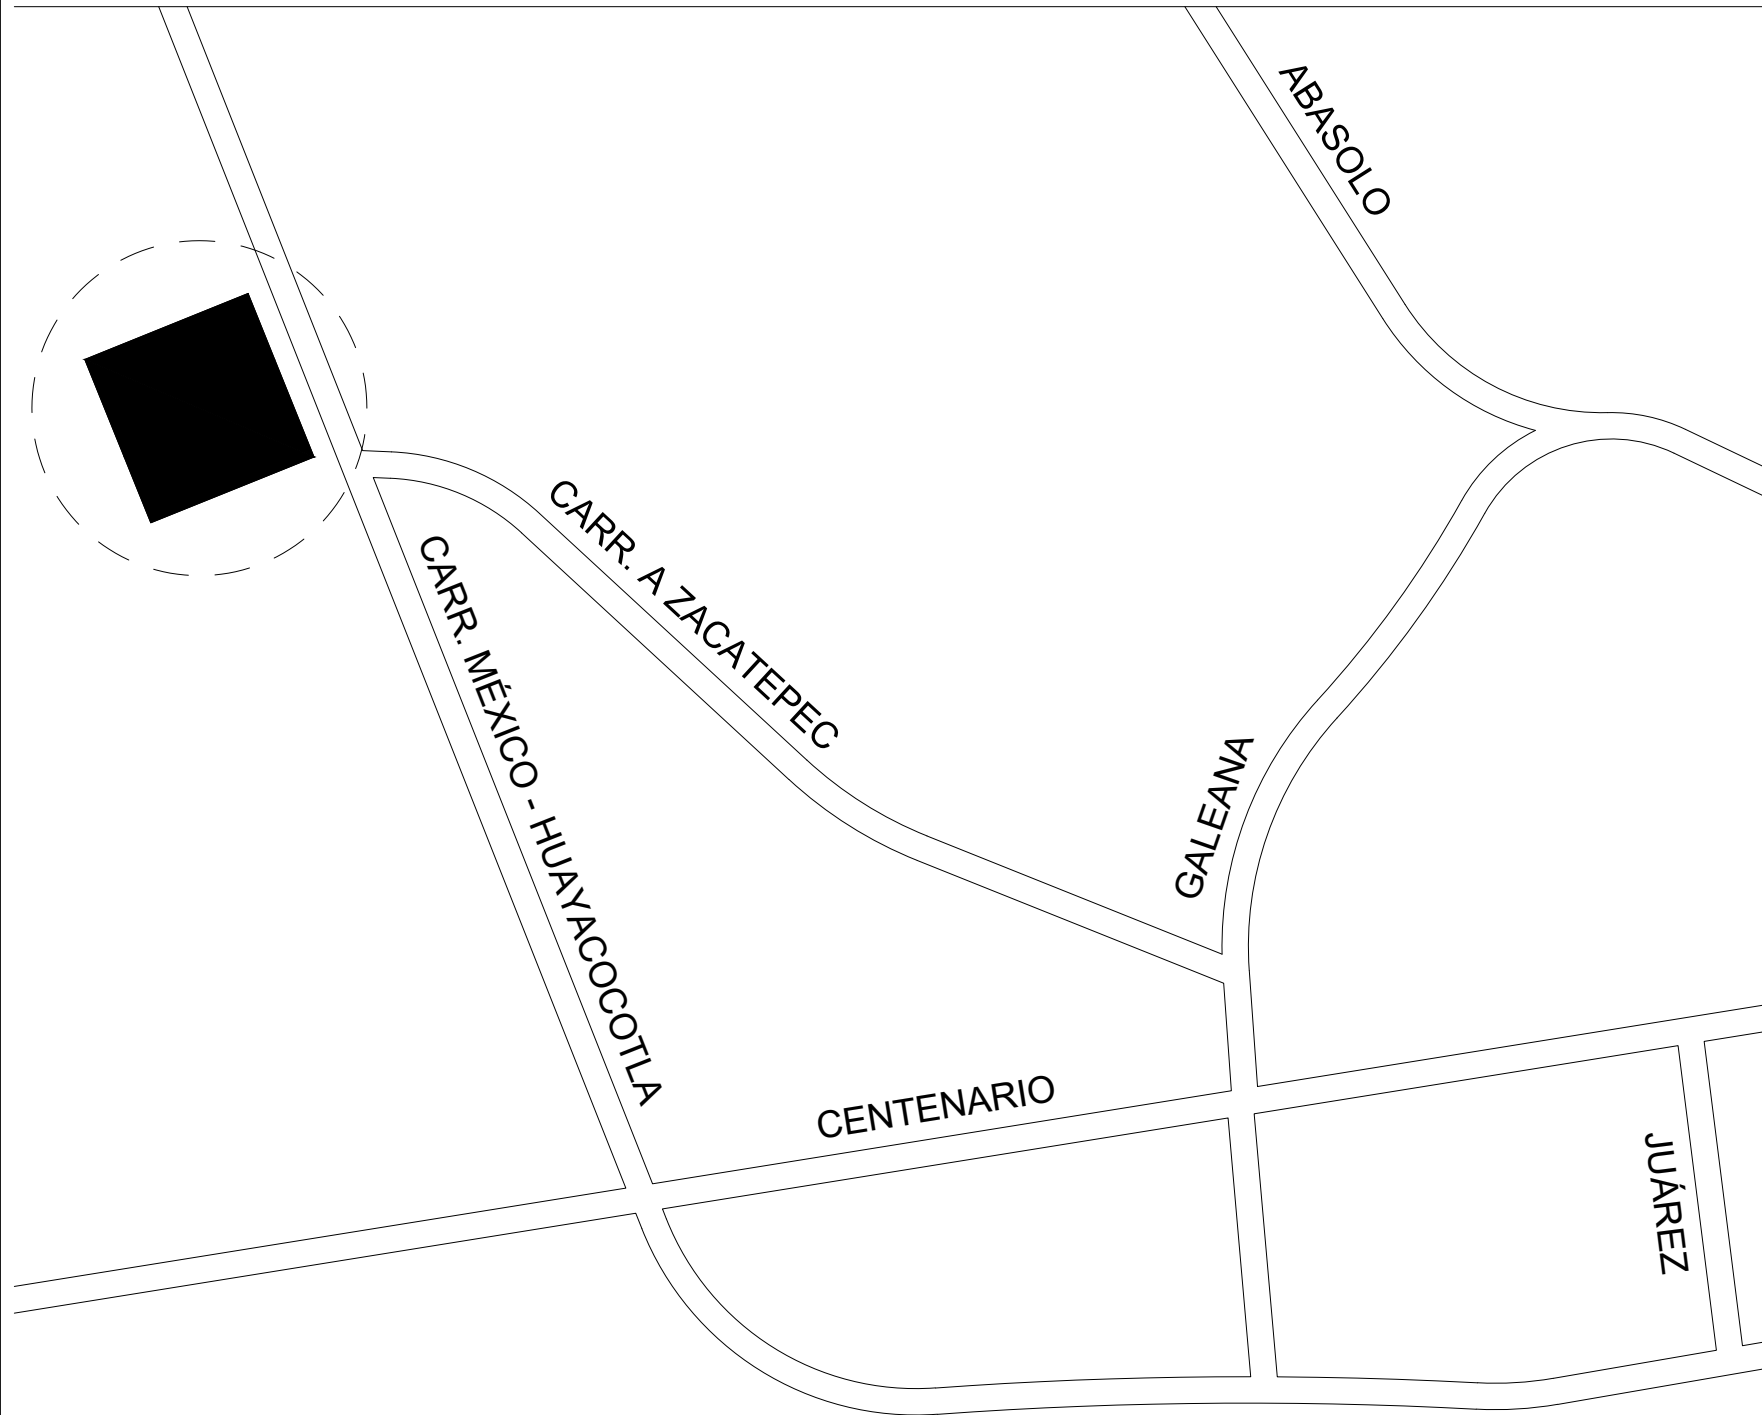 ABASOLO
CARR. A ZACATEPEC
CARR. MÉXICO - HUAYACOCOTLA
GALEANA
CENTENARIO
JUÁREZ